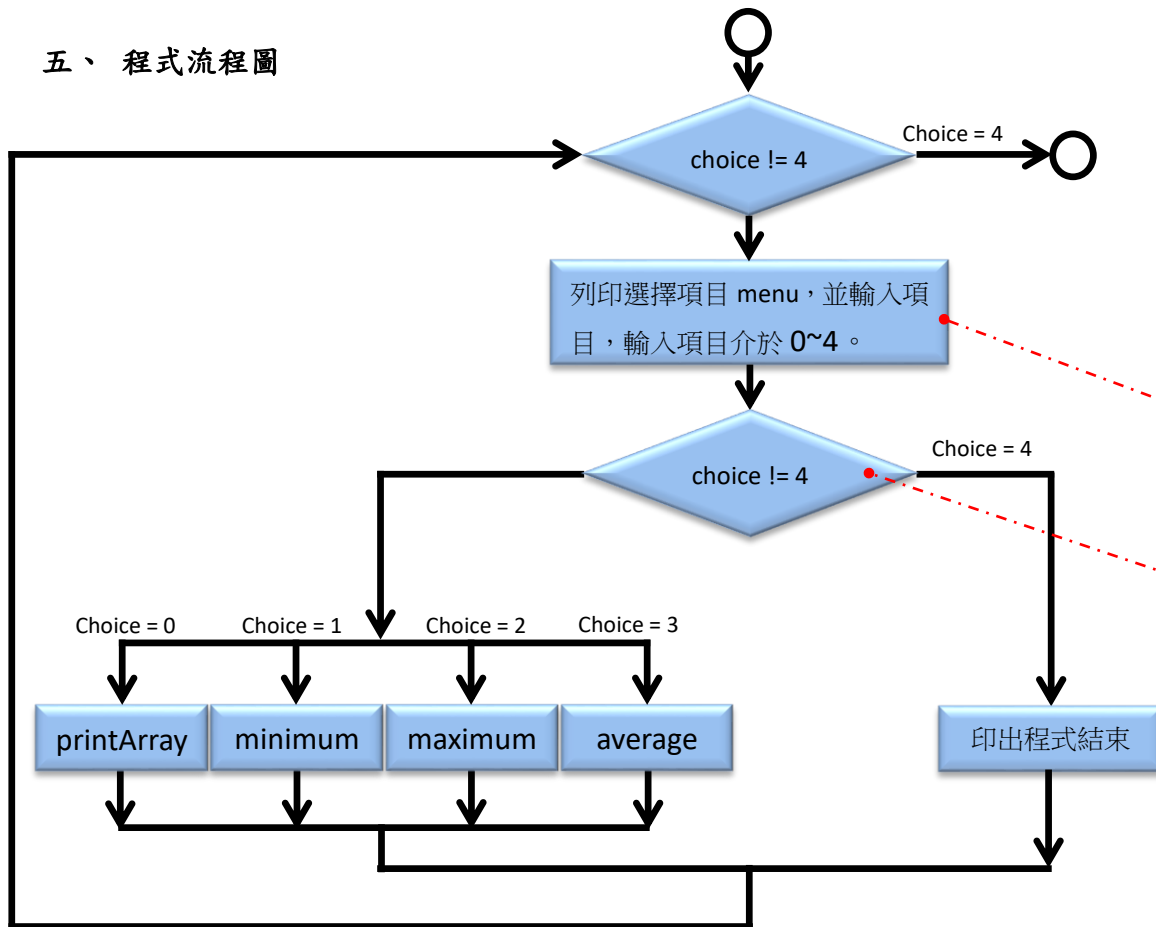 五、 程式流程圖
Choice = 4
choice != 4
列印選擇項目 menu，並輸入項
目，輸入項目介於 0~4 。
Choice = 4
choice != 4
Choice = 0
Choice = 1
Choice = 2
Choice = 3
printArray
minimum
maximum
average
印出程式結束